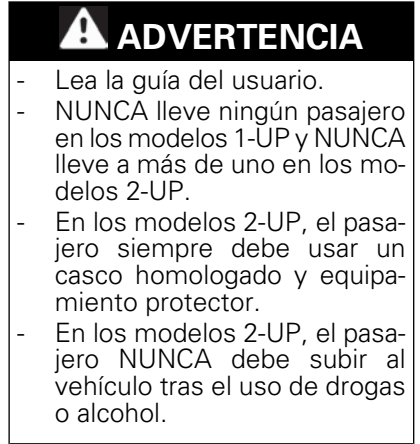 ADVERTENCIA
- Lea la guía del usuario.
- NUNCA lleve ningún pasajero
en los modelos 1-UP y NUNCA
lleve a más de uno en los mo-
delos 2-UP.
- En los modelos 2-UP, el pasa-
jero siempre debe usar un
casco homologado y equipa-
miento protector.
- En los modelos 2-UP, el pasa-
jero NUNCA debe subir al
vehículo tras el uso de drogas
o alcohol.